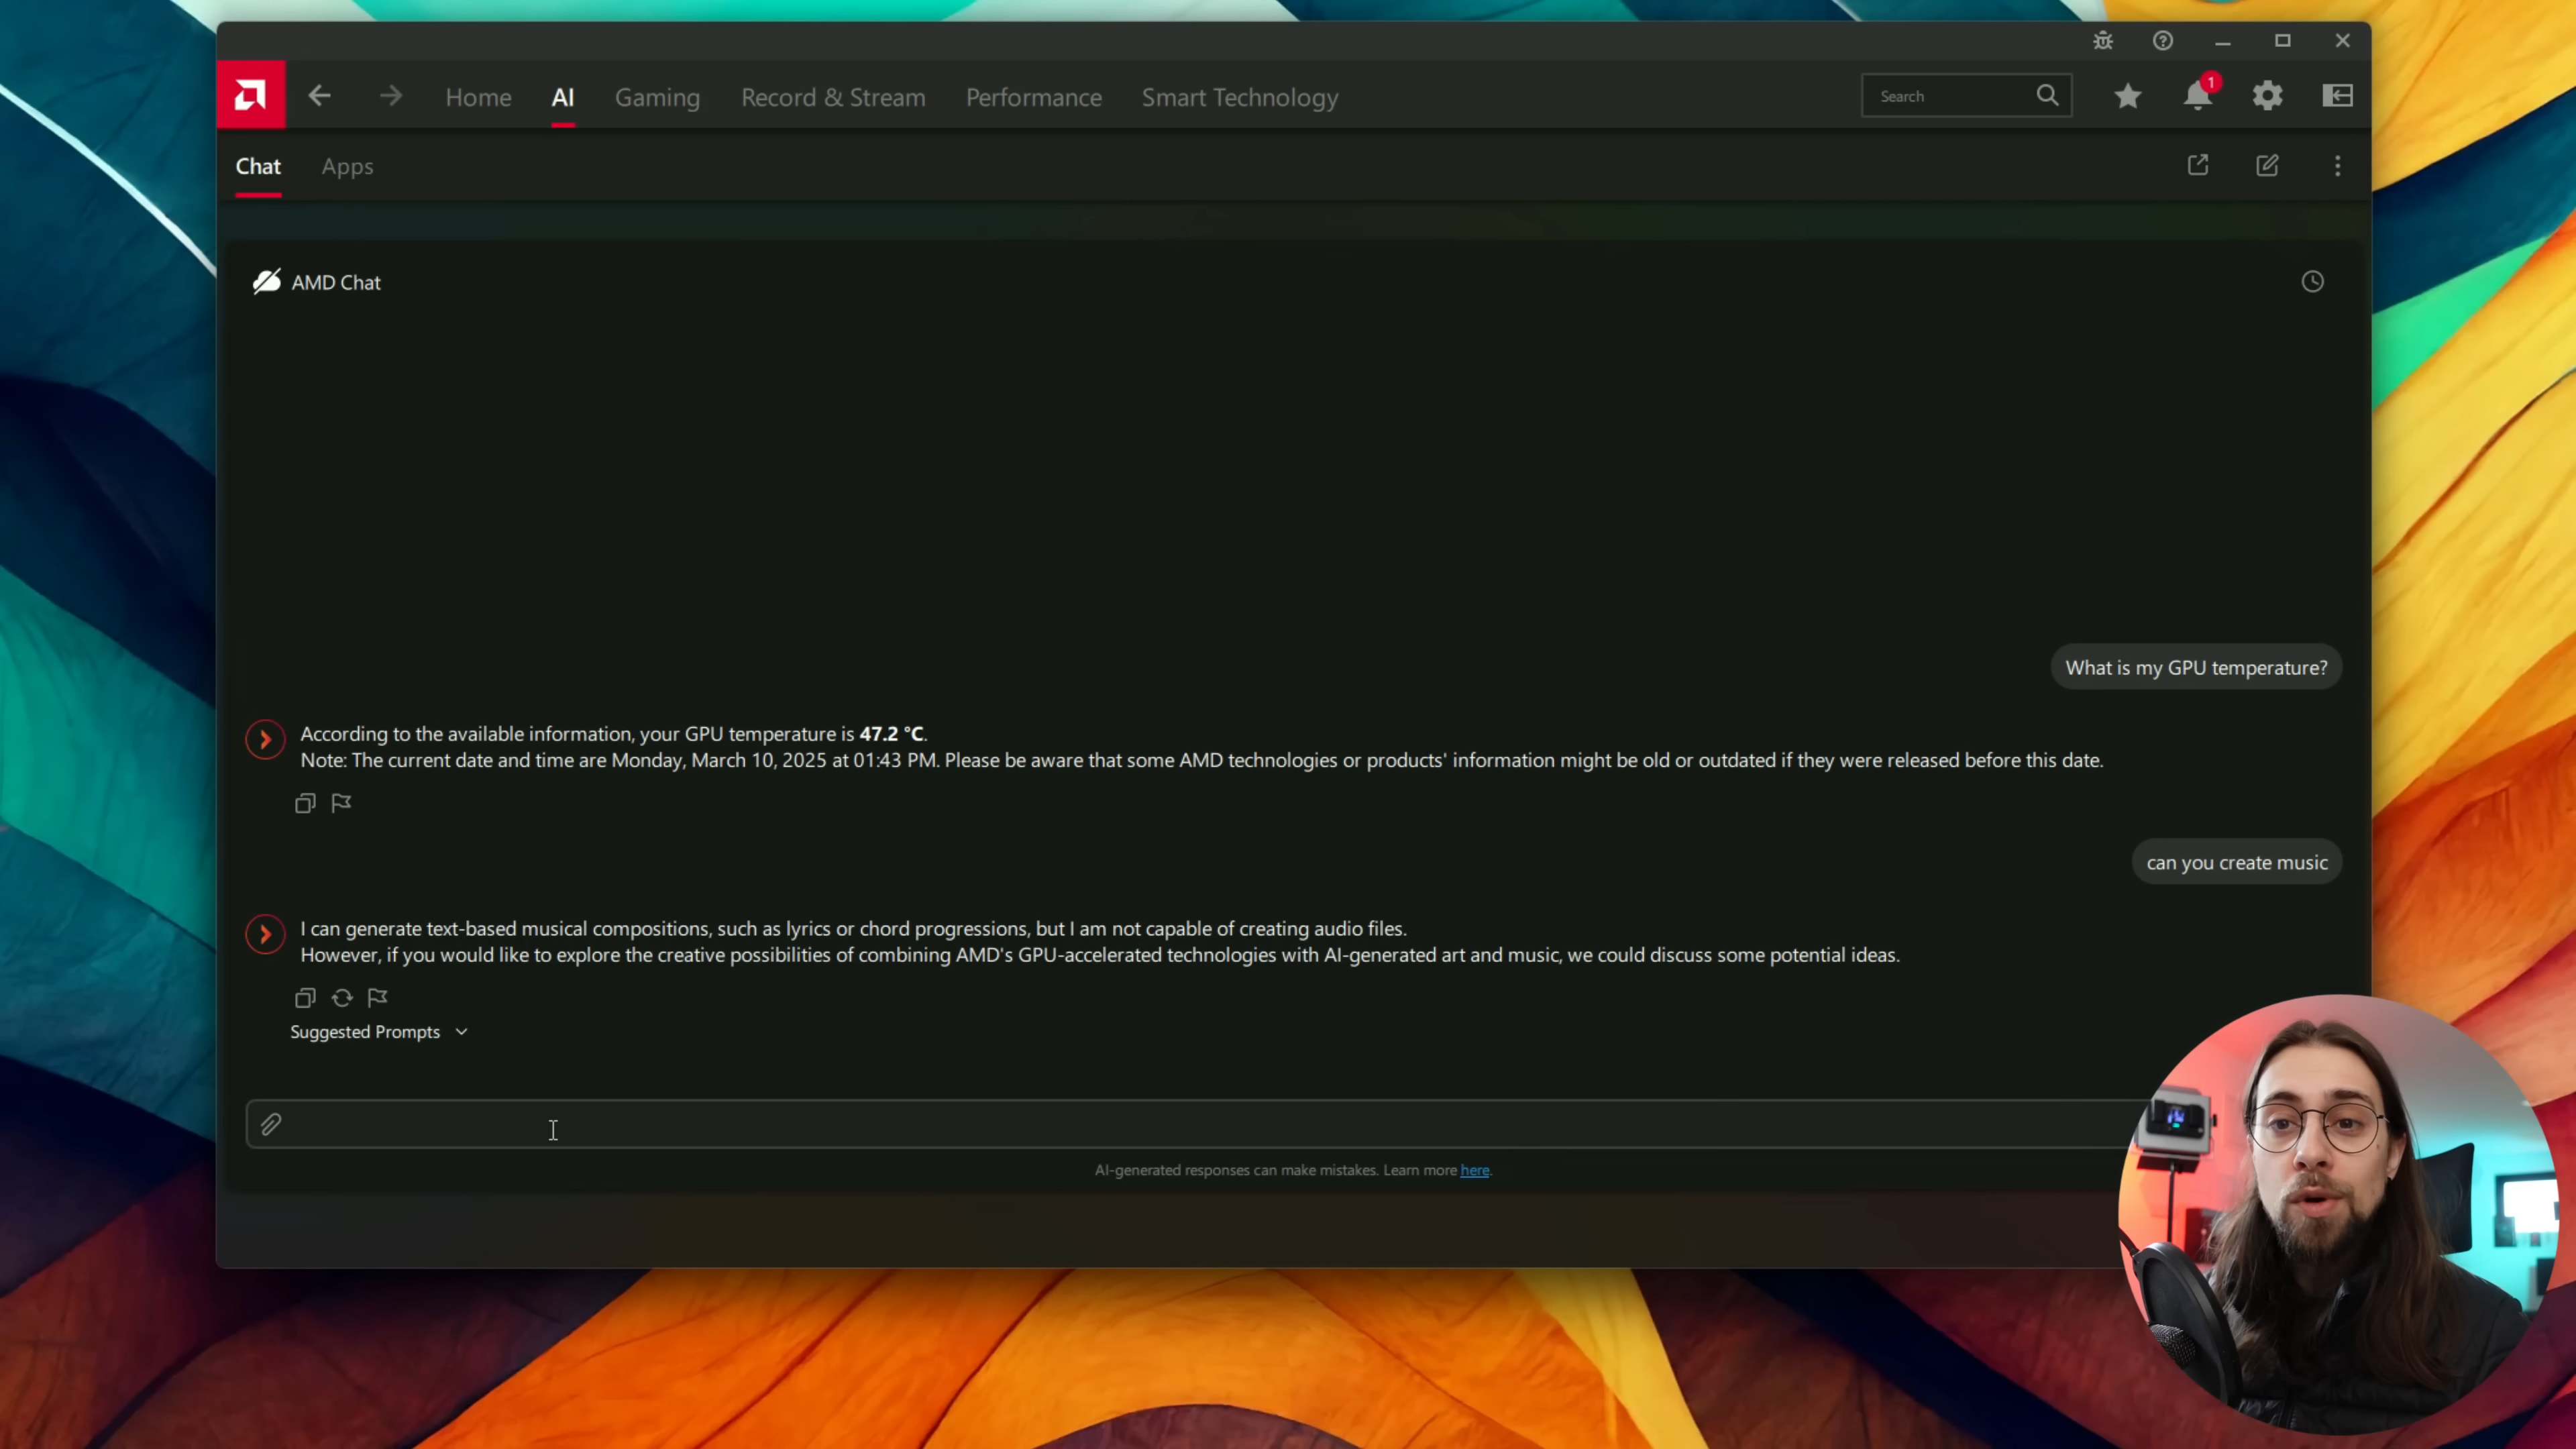 Home AI Gaming Record & Stream Performance Smart Technology Search 1
Chat Apps
AMD Chat
What is my GPU temperature?
According to the available information, your GPU temperature is 47.2 °C.
Note: The current date and time are Monday, March 10, 2025 at 01:43 PM. Please be aware that some AMD technologies or products' information might be old or outdated if they were released before this date.
can you create music
I can generate text-based musical compositions, such as lyrics or chord progressions, but I am not capable of creating audio files.
However, if you would like to explore the creative possibilities of combining AMD's GPU-accelerated technologies with AI-generated art and music, we could discuss some potential ideas.
Suggested Prompts
AI-generated responses can make mistakes. Learn more here.